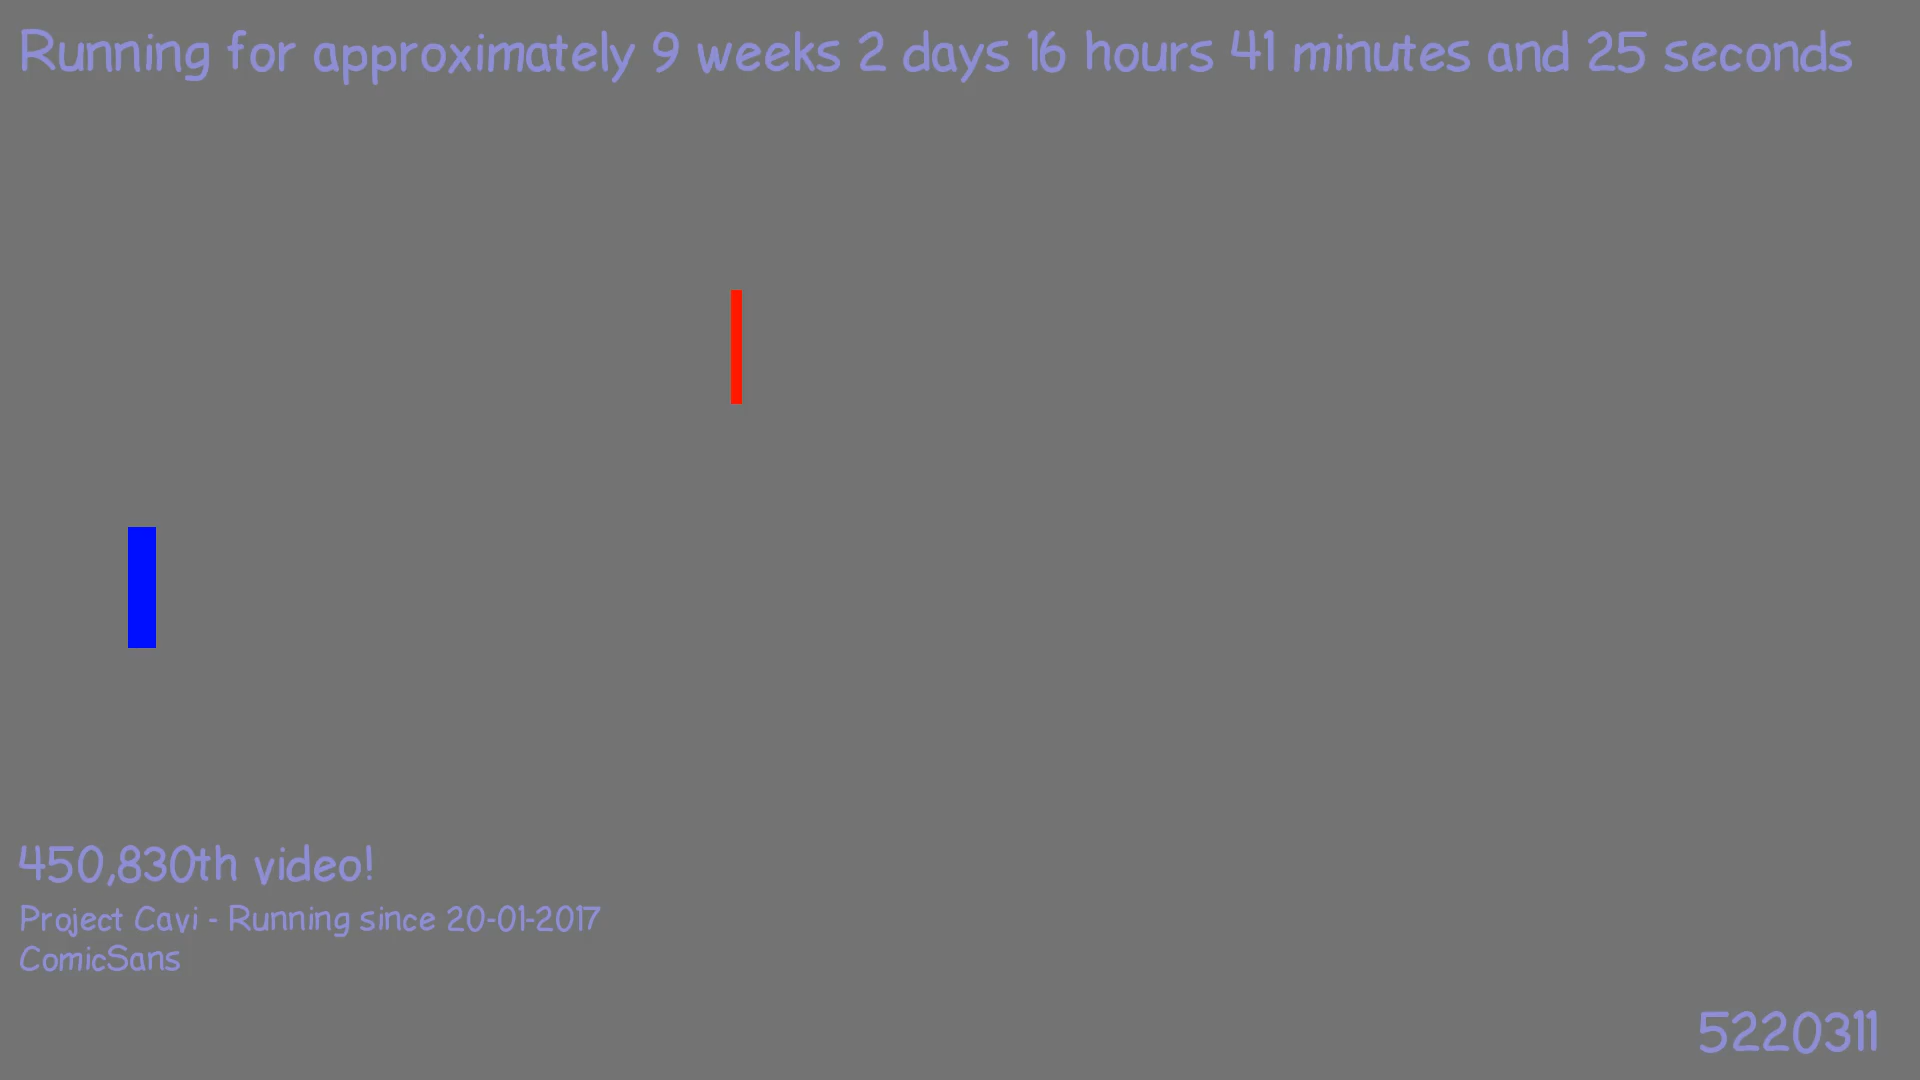 Running for approximately 9 weeks 2 days 16 hours 41 minutes and 25 seconds
450,830th video!
Project Cavi - Running since 20-01-2017
ComicSans
5220311